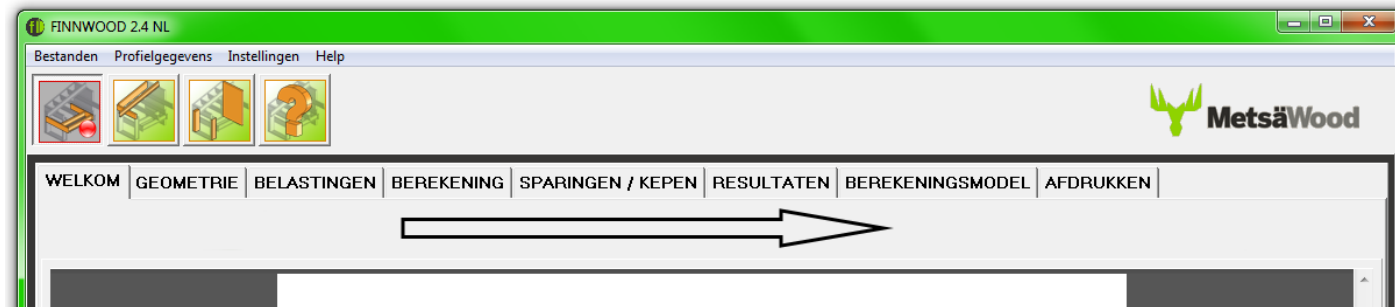 FINNWOOD 2.4 NL
Bestanden Profielgegevens Instellingen Help
MetsäWood
WELKOM GEOMETRIE BELASTINGEN BEREKENING SPARINGEN / KEPEN RESULTATEN BEREKENINGSMODEL AFDRUKKEN